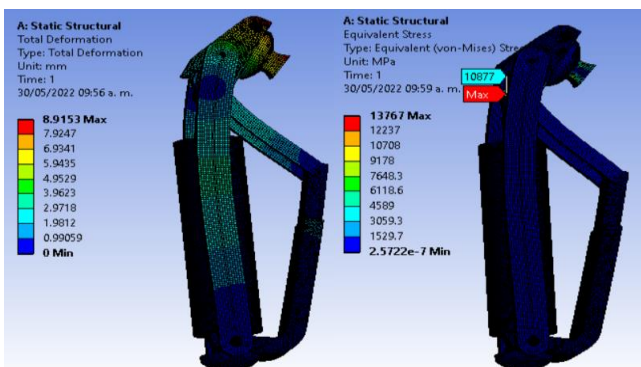 A: Static Structural
Total Deformation
Type: Total Deformation
Unit: mm
Time: 1
30/05/2022 09:56 a. m.
8.9153 Max
7.9247
6.9341
5.9435
4.9529
3.9623
2.9718
1.9812
0.99059
0 Min
A: Static Structural
Equivalent Stress
Type: Equivalent (von-Mises) Stre
Unit: MPa
Time: 1
30/05/2022 09:59 a. m.
13767 Max
12237
10708
9178
7648.3
6118.6
4589
3059.3
1529.7
2.5722e-7 Min
10877
Max